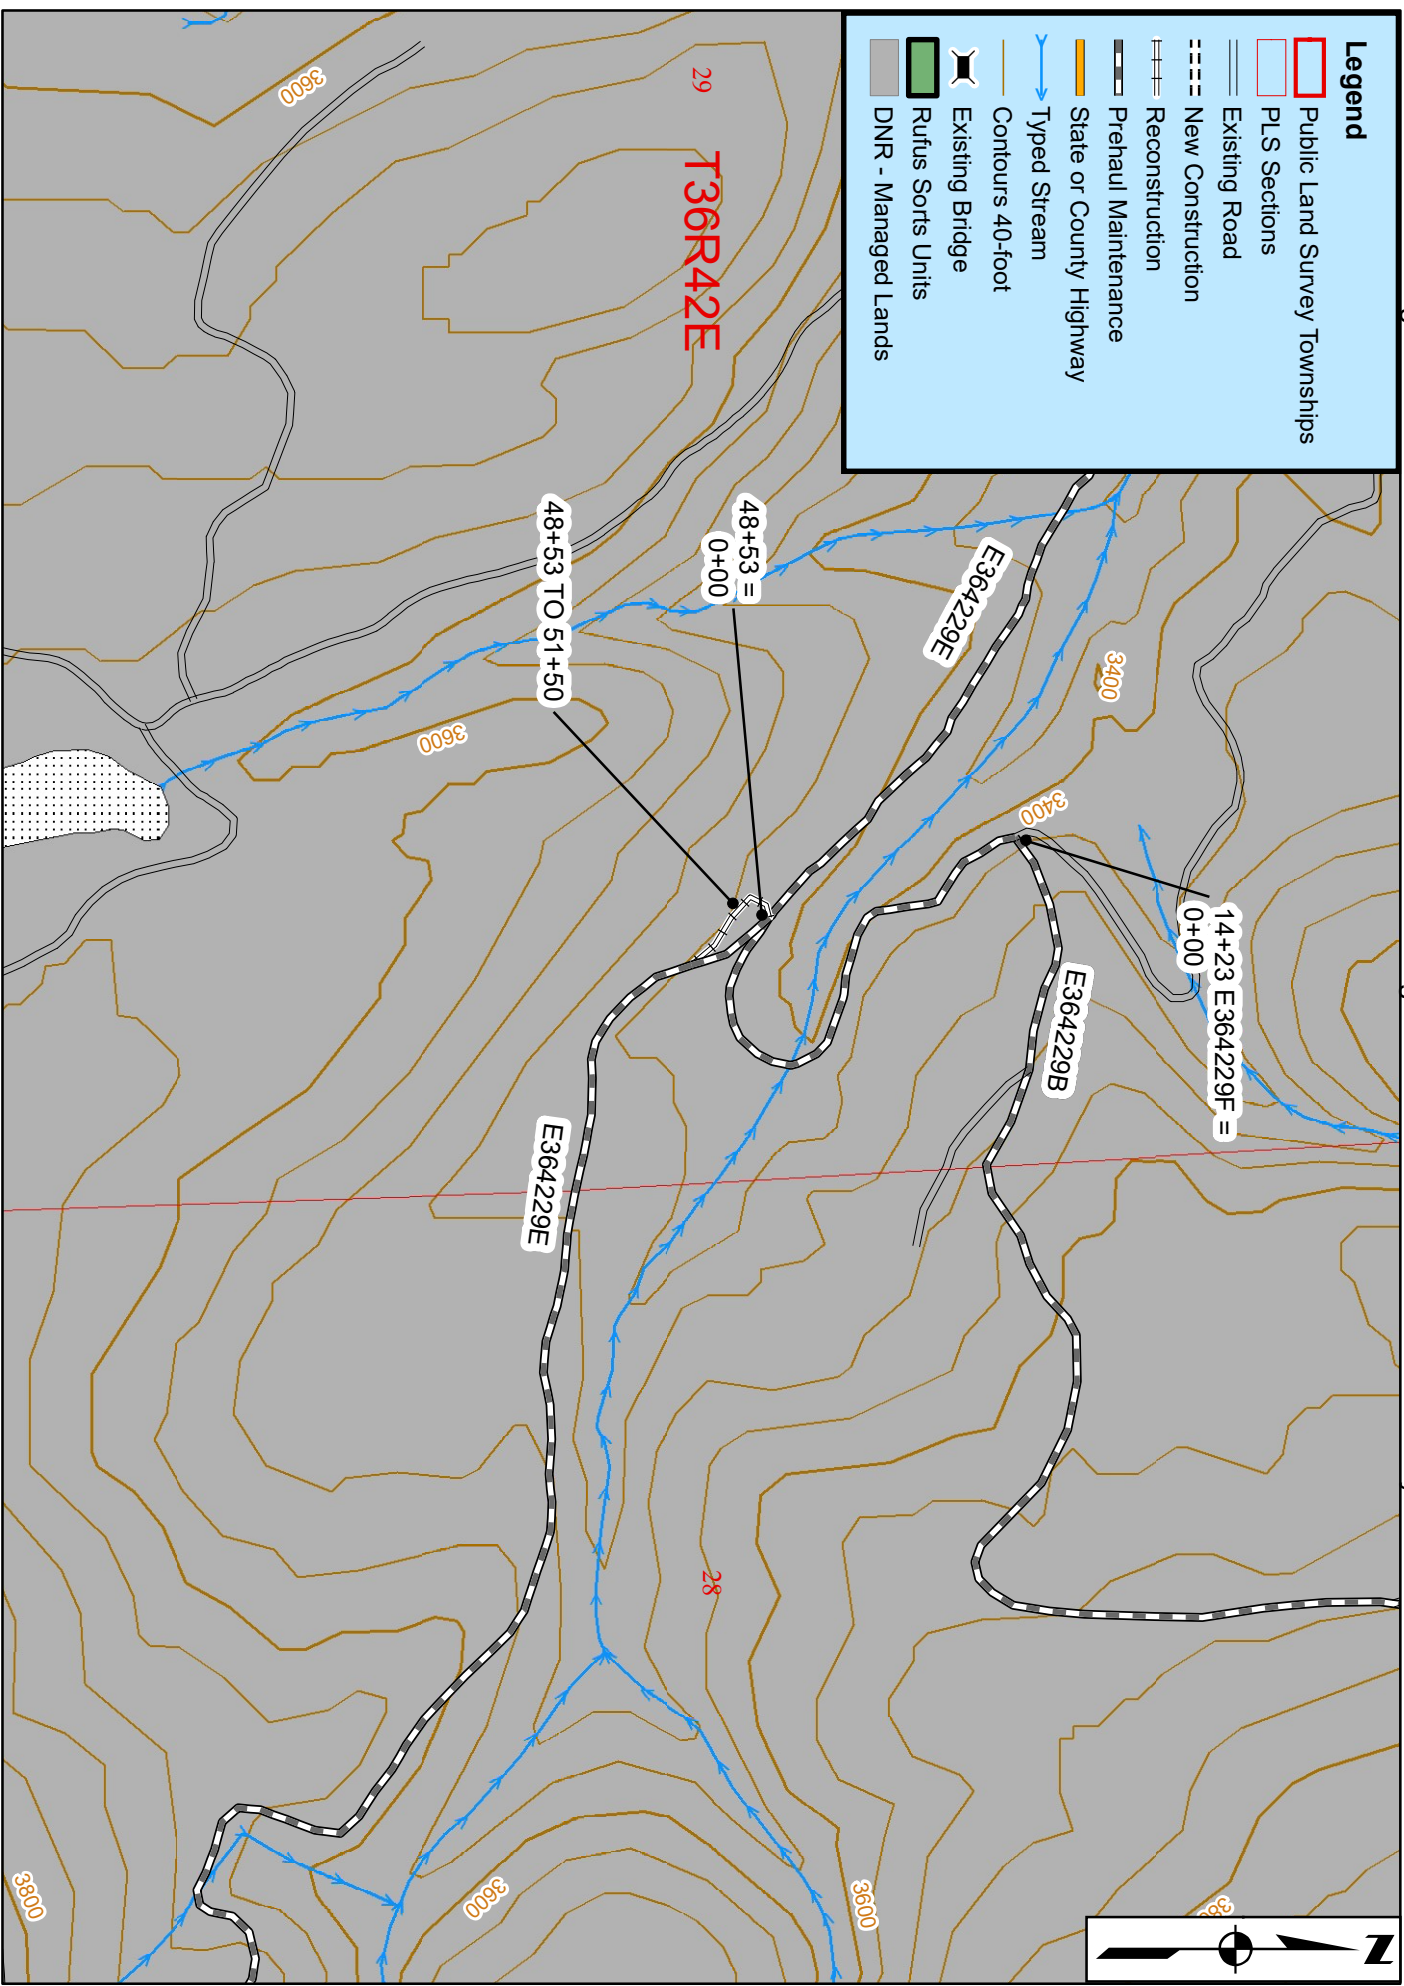 Legend
Public Land Survey Townships
PLS Sections
Existing Road
New Construction
Reconstruction
Prehaul Maintenance
State or County Highway
Typed Stream
Contours 40-foot
Existing Bridge
Rufus Sorts Units
DNR - Managed Lands
14+23 E364229F =
0+00
3400
3400
E364229B
E364229E
48+53 =
0+00
48+53 TO 51+50
E364229E
29
T36R42E
28
3600
3600
3600
3600
3800
N